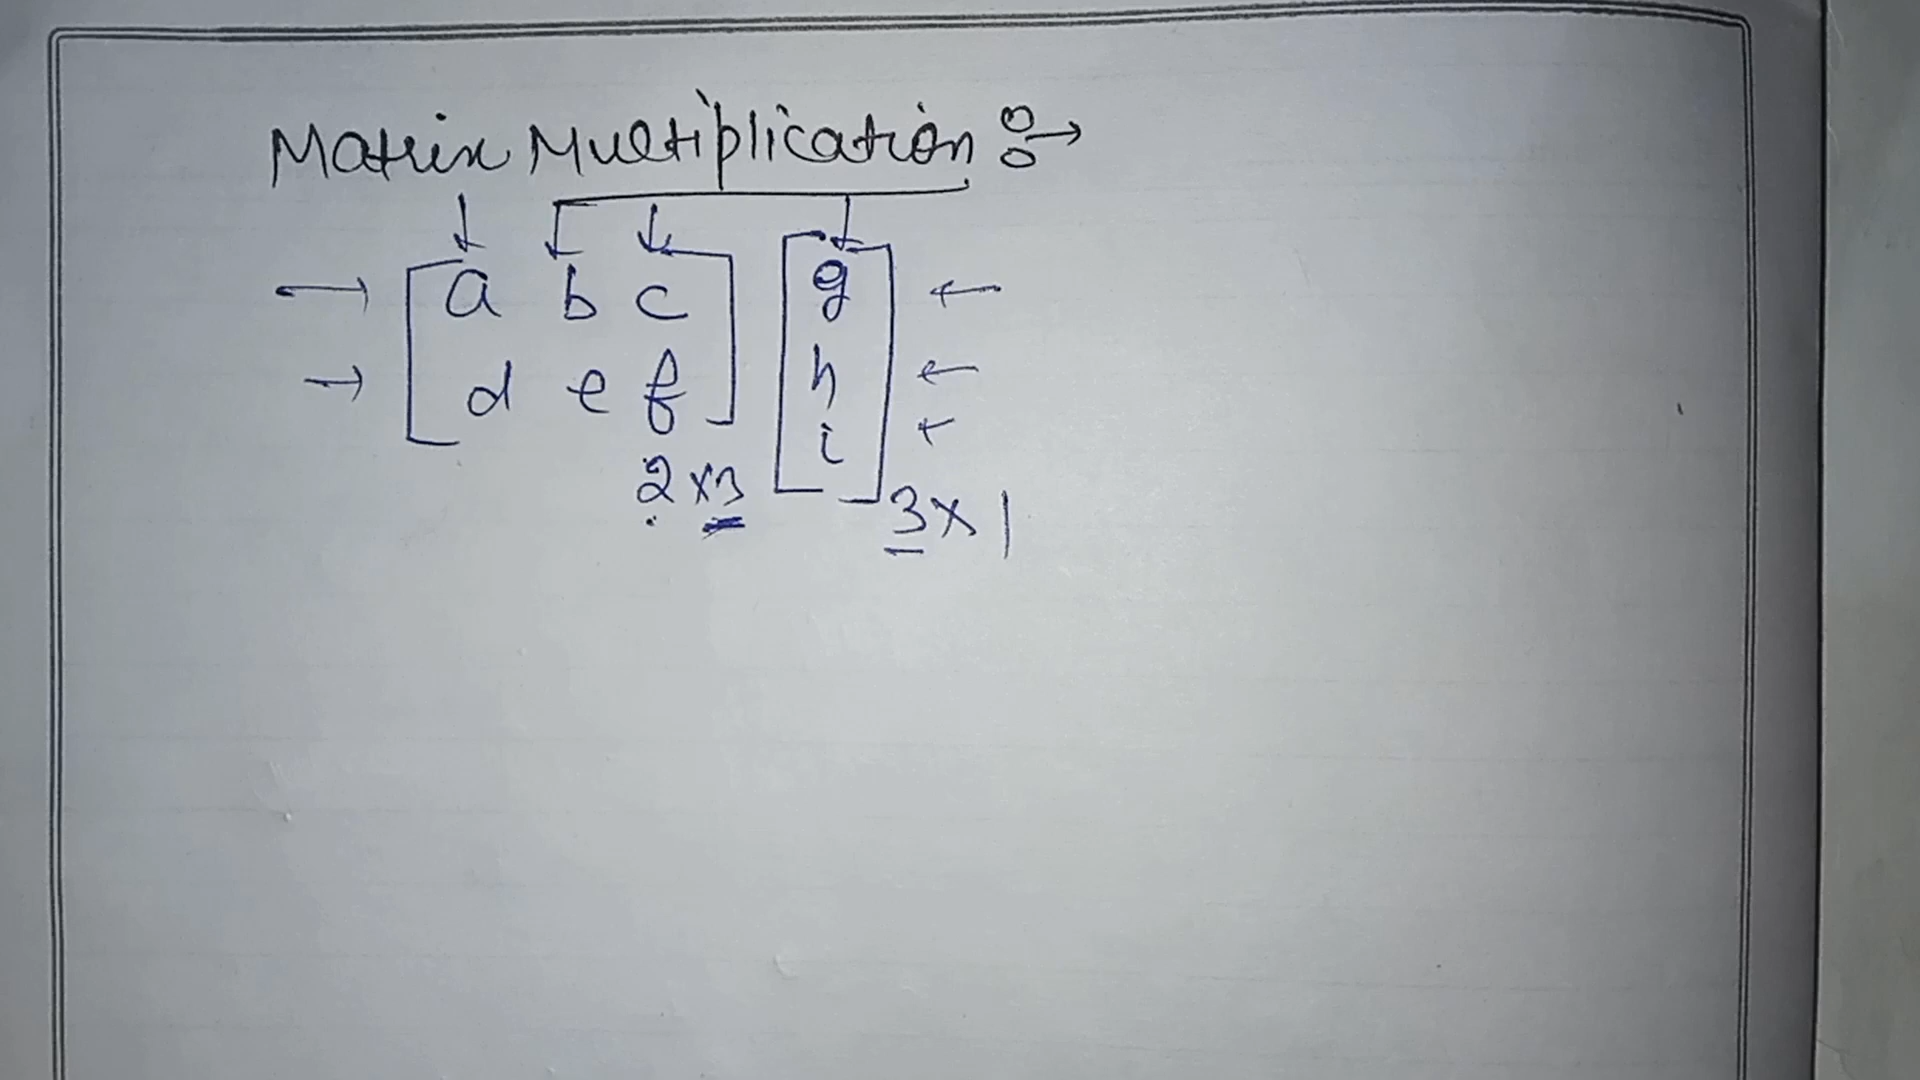 Matrix Multiplication :→
a b c g
d e f h
i
2 x 3
3 x 1